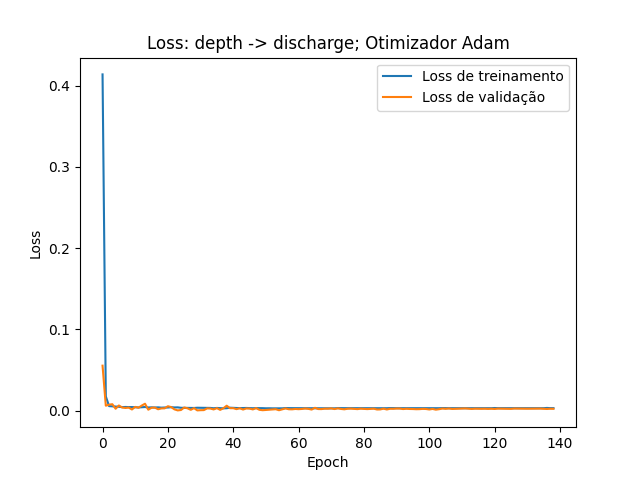 Loss: depth -> discharge; Otimizador Adam
Loss de treinamento
Loss de validação
0.4
0.3
0.2
0.1
0.0
Loss
0 20 40 60 80 100 120 140
Epoch